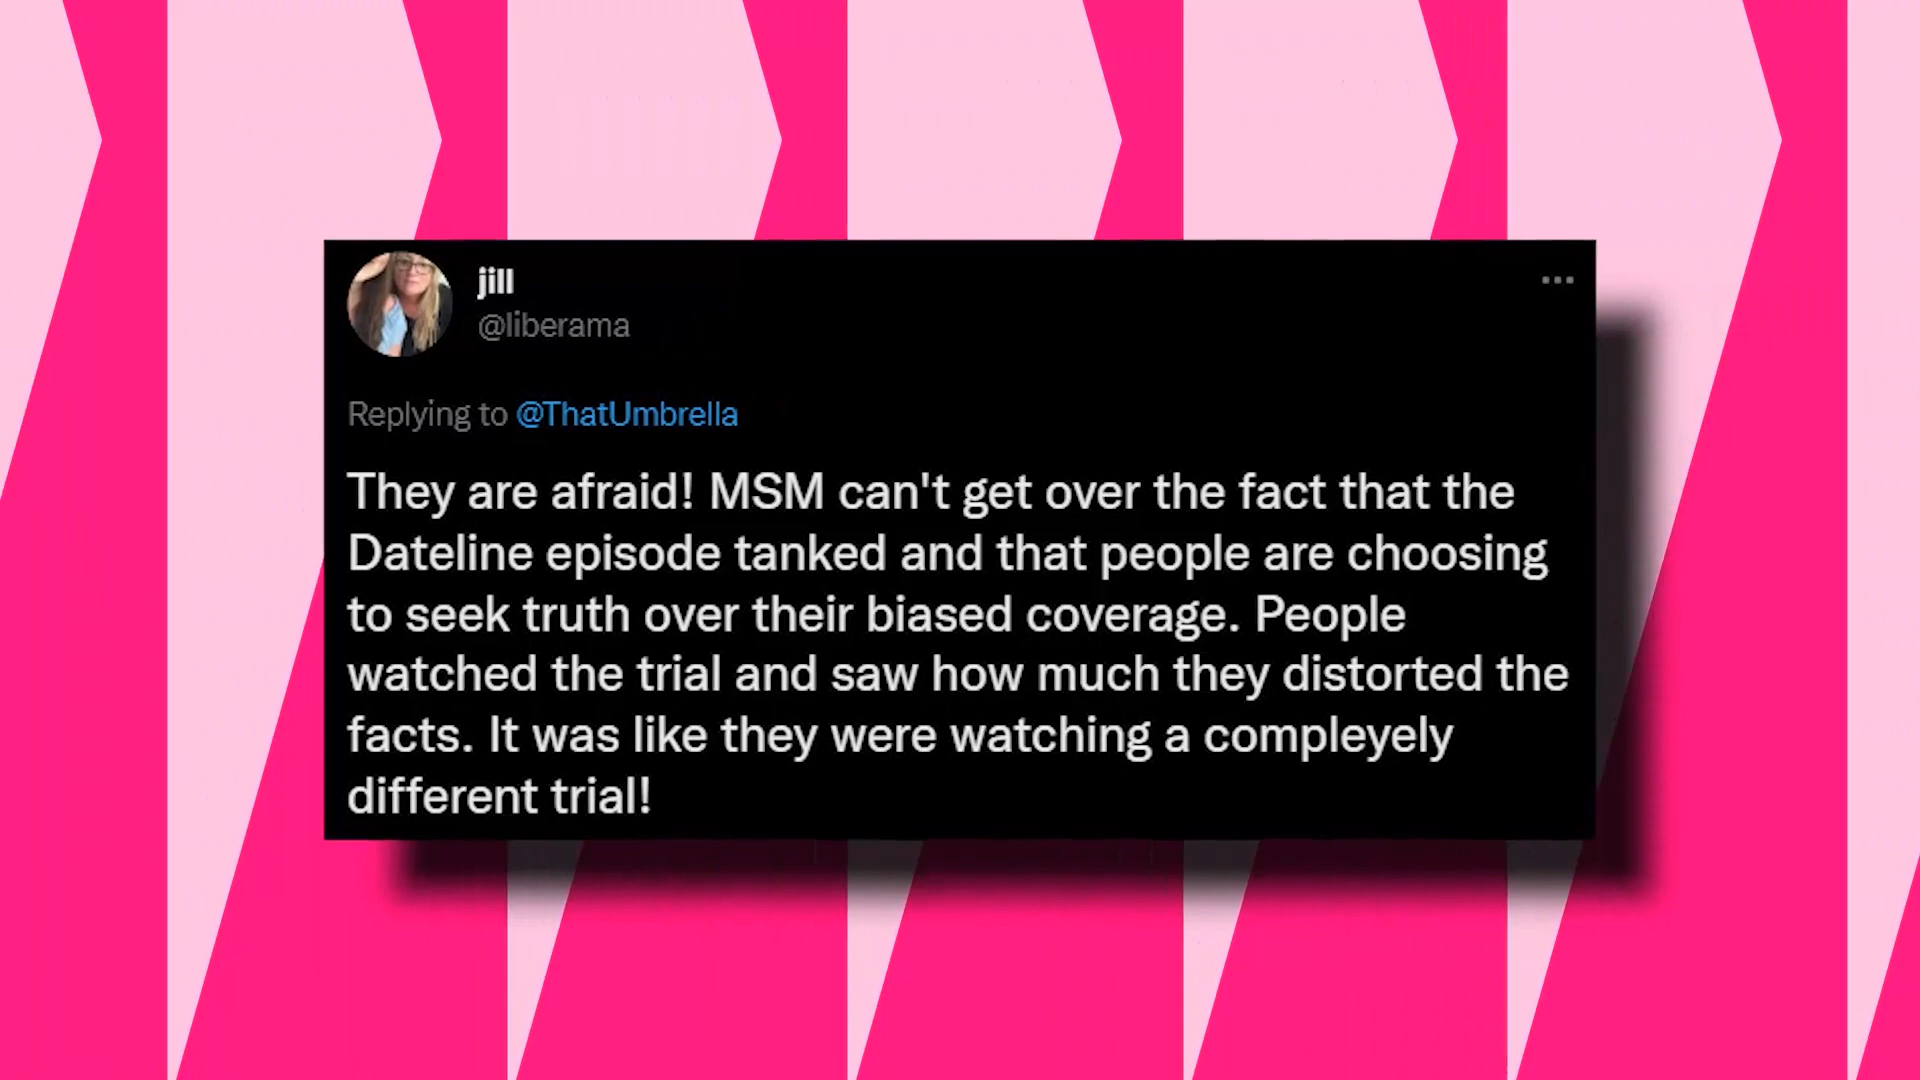 jill
@liberama
Replying to @ThatUmbrella
They are afraid! MSM can't get over the fact that the
Dateline episode tanked and that people are choosing
to seek truth over their biased coverage. People
watched the trial and saw how much they distorted the
facts. It was like they were watching a compleyely
different trial!